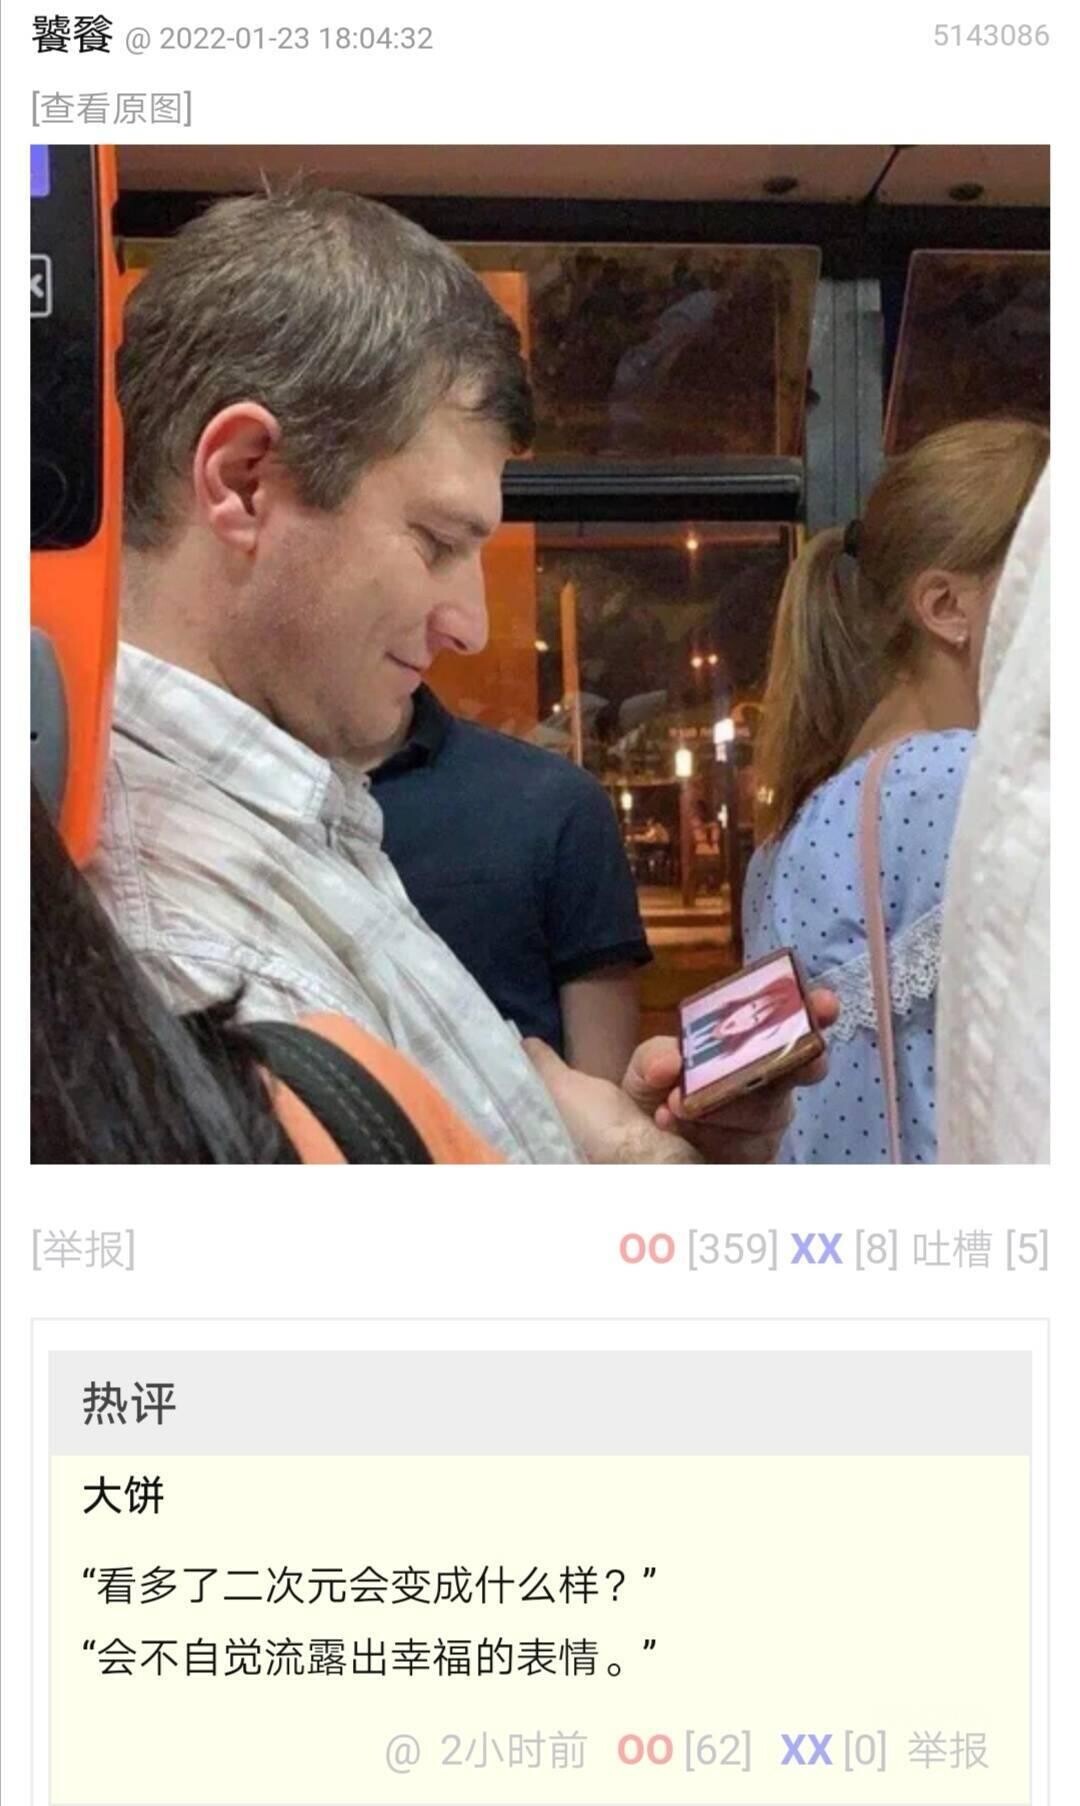 饕餮 @ 2022-01-23 18:04:32 5143086
[查看原图]
[举报] OO [359] XX [8] 吐槽 [5]
热评
大饼
“看多了二次元会变成什么样？”
“会不自觉流露出幸福的表情。”
@ 2小时前 OO [62] XX [0] 举报